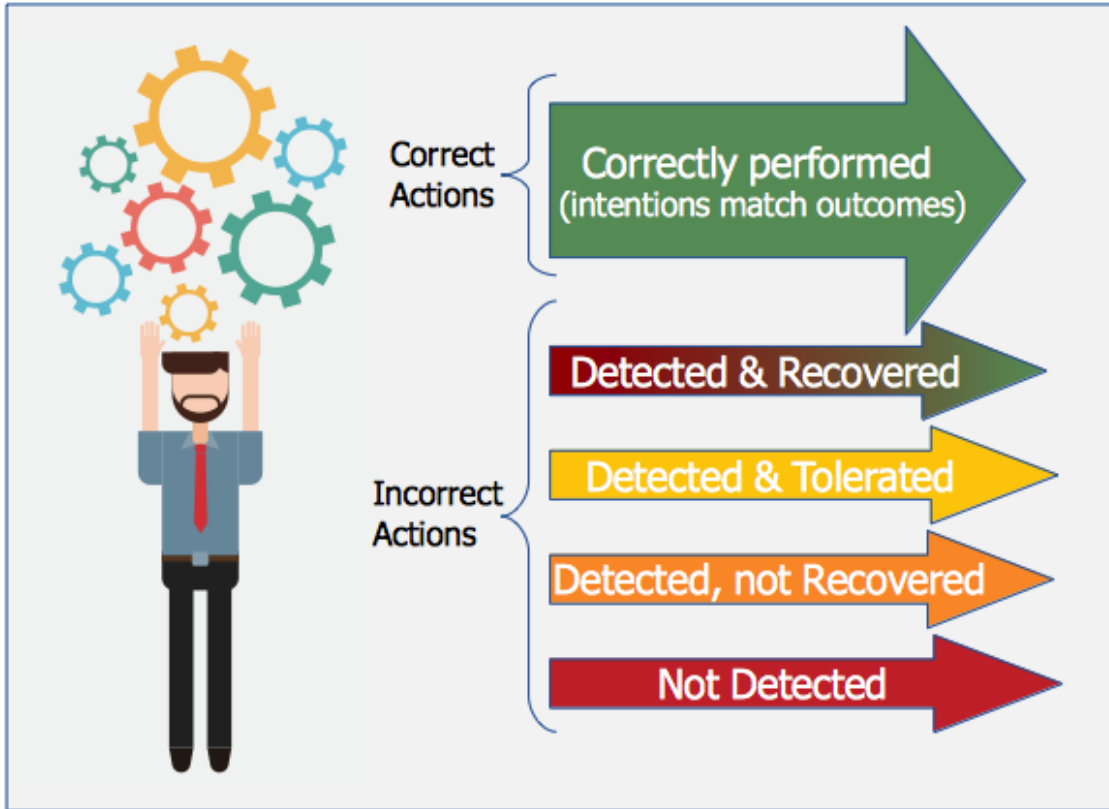 Correct
Actions
Correctly performed
(intentions match outcomes)
Incorrect
Actions
Detected & Recovered
Detected & Tolerated
Detected, not Recovered
Not Detected